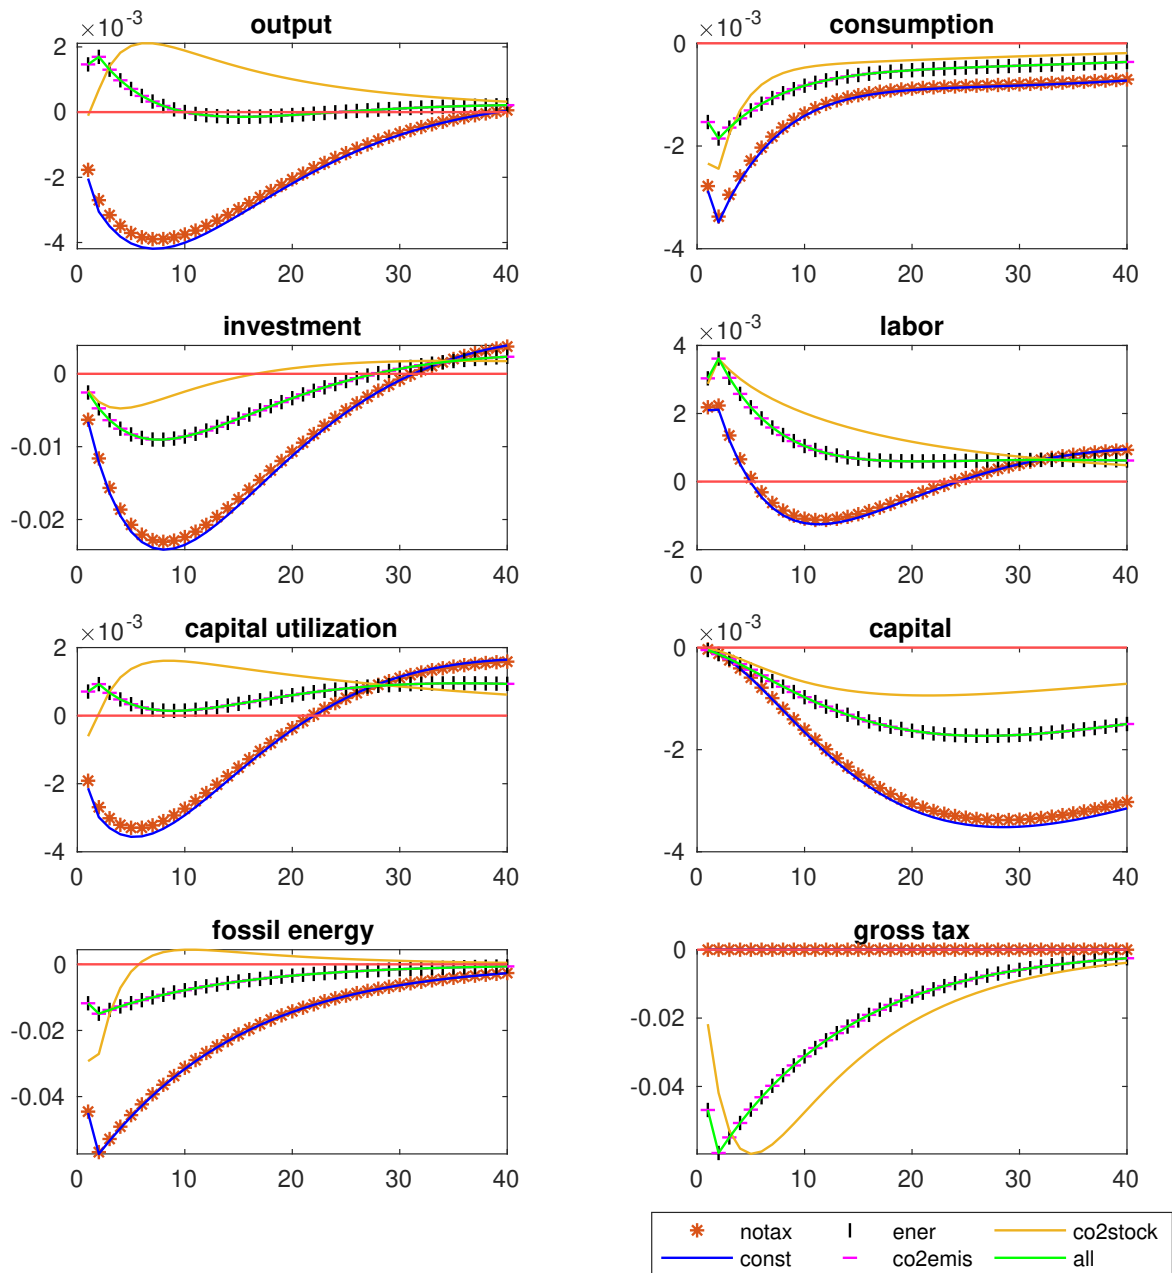 ×10⁻³ output ×10⁻³ consumption
2 0
0 -2
-2
-4 -4
0 10 20 30 40 0 10 20 30 40
investment ×10⁻³ labor
0 4
-0.01 2
-0.02 0
-2
0 10 20 30 40 0 10 20 30 40
×10⁻³ capital utilization ×10⁻³ capital
2 0
0 -2
-2
-4 -4
0 10 20 30 40 0 10 20 30 40
fossil energy gross tax
0 0
-0.02 -0.02
-0.04 -0.04
0 10 20 30 40 0 10 20 30 40
notax ener co2stock
const co2emis all